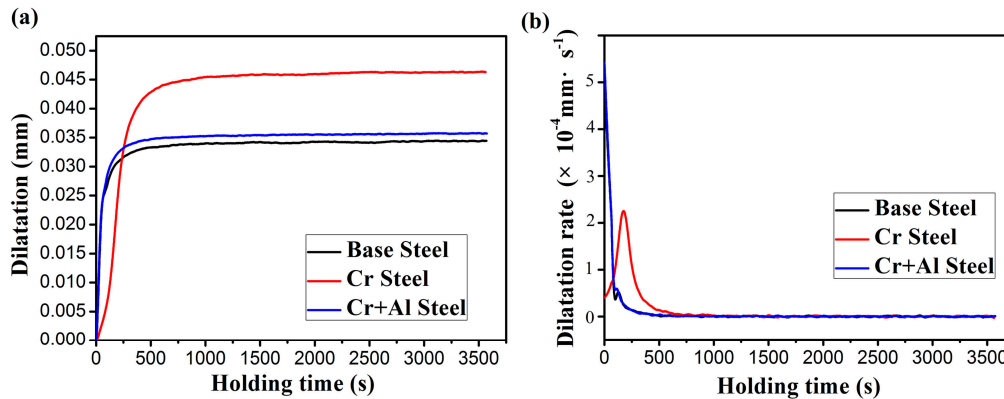 (a)
0.050
0.045
0.040
0.035
0.030
0.025
0.020
0.015
0.010
0.005
0.000
Dilatation (mm)
Base Steel
Cr Steel
Cr+Al Steel
0 500 1000 1500 2000 2500 3000 3500
Holding time (s)
(b)
5
4
3
2
1
0
Dilatation rate (× 10⁻⁴mm· s⁻¹)
Base Steel
Cr Steel
Cr+Al Steel
0 500 1000 1500 2000 2500 3000 3500
Holding time (s)